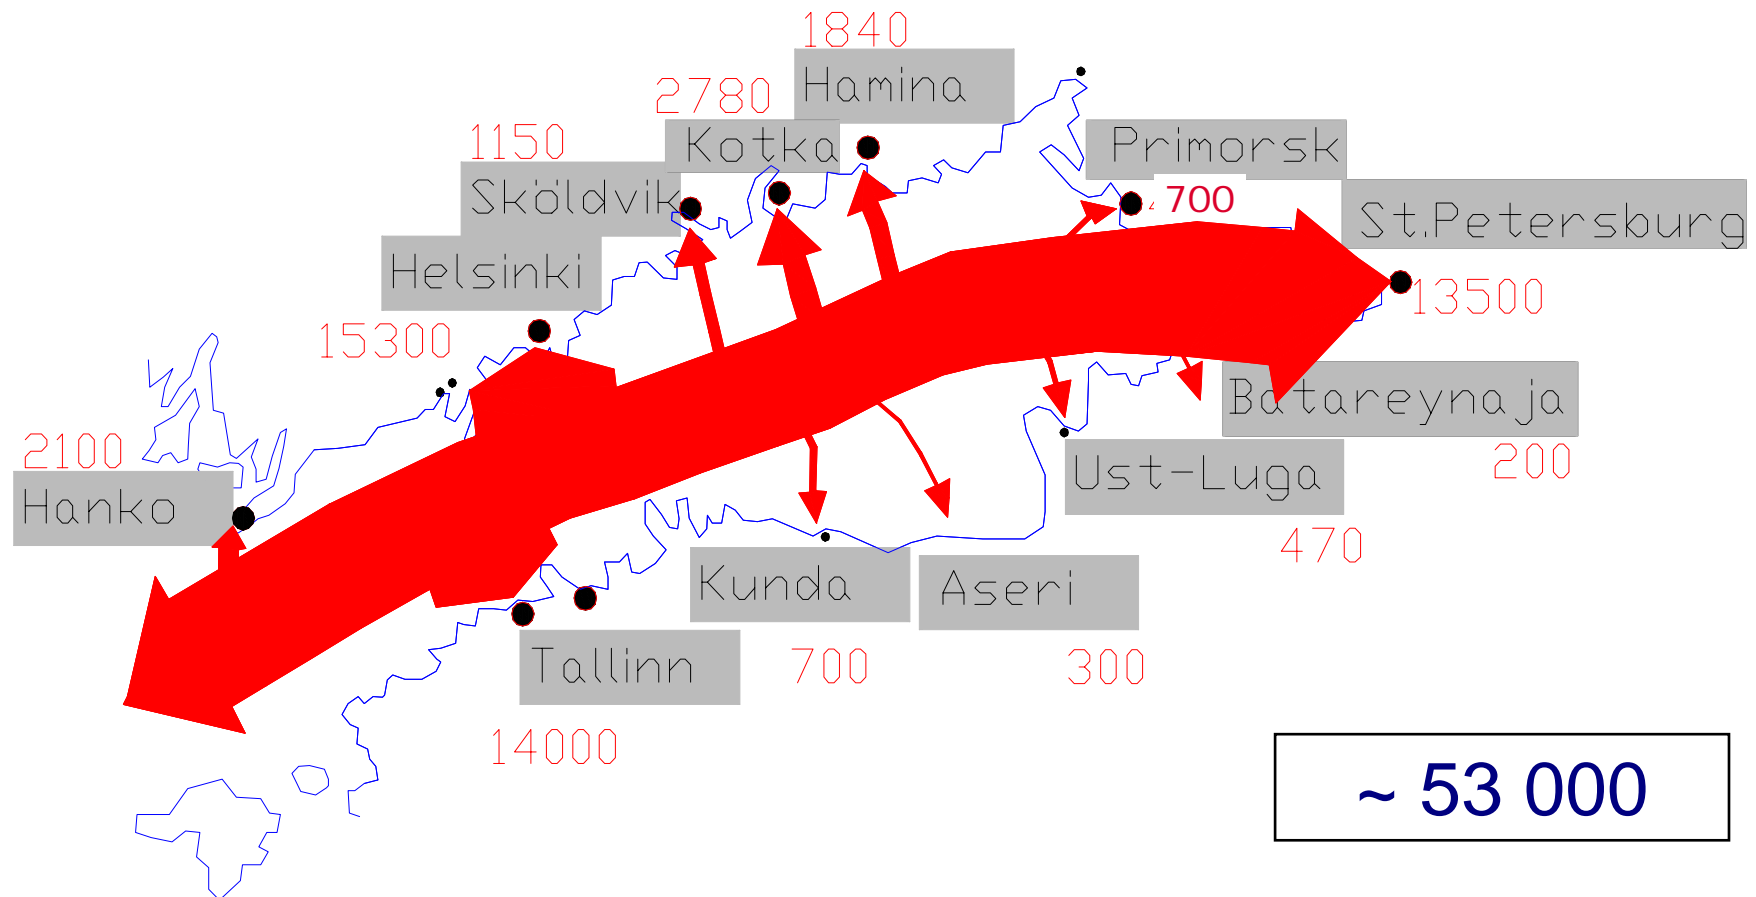 1840
Hamina
2780
Kotka
1150
Sköldvik
Primorsk
700
St.Petersburg
13500
Helsinki
15300
2100
Hanko
Batareynaja
200
Ust-Luga
470
Kunda
700
Aseri
300
Tallinn
14000
~ 53 000